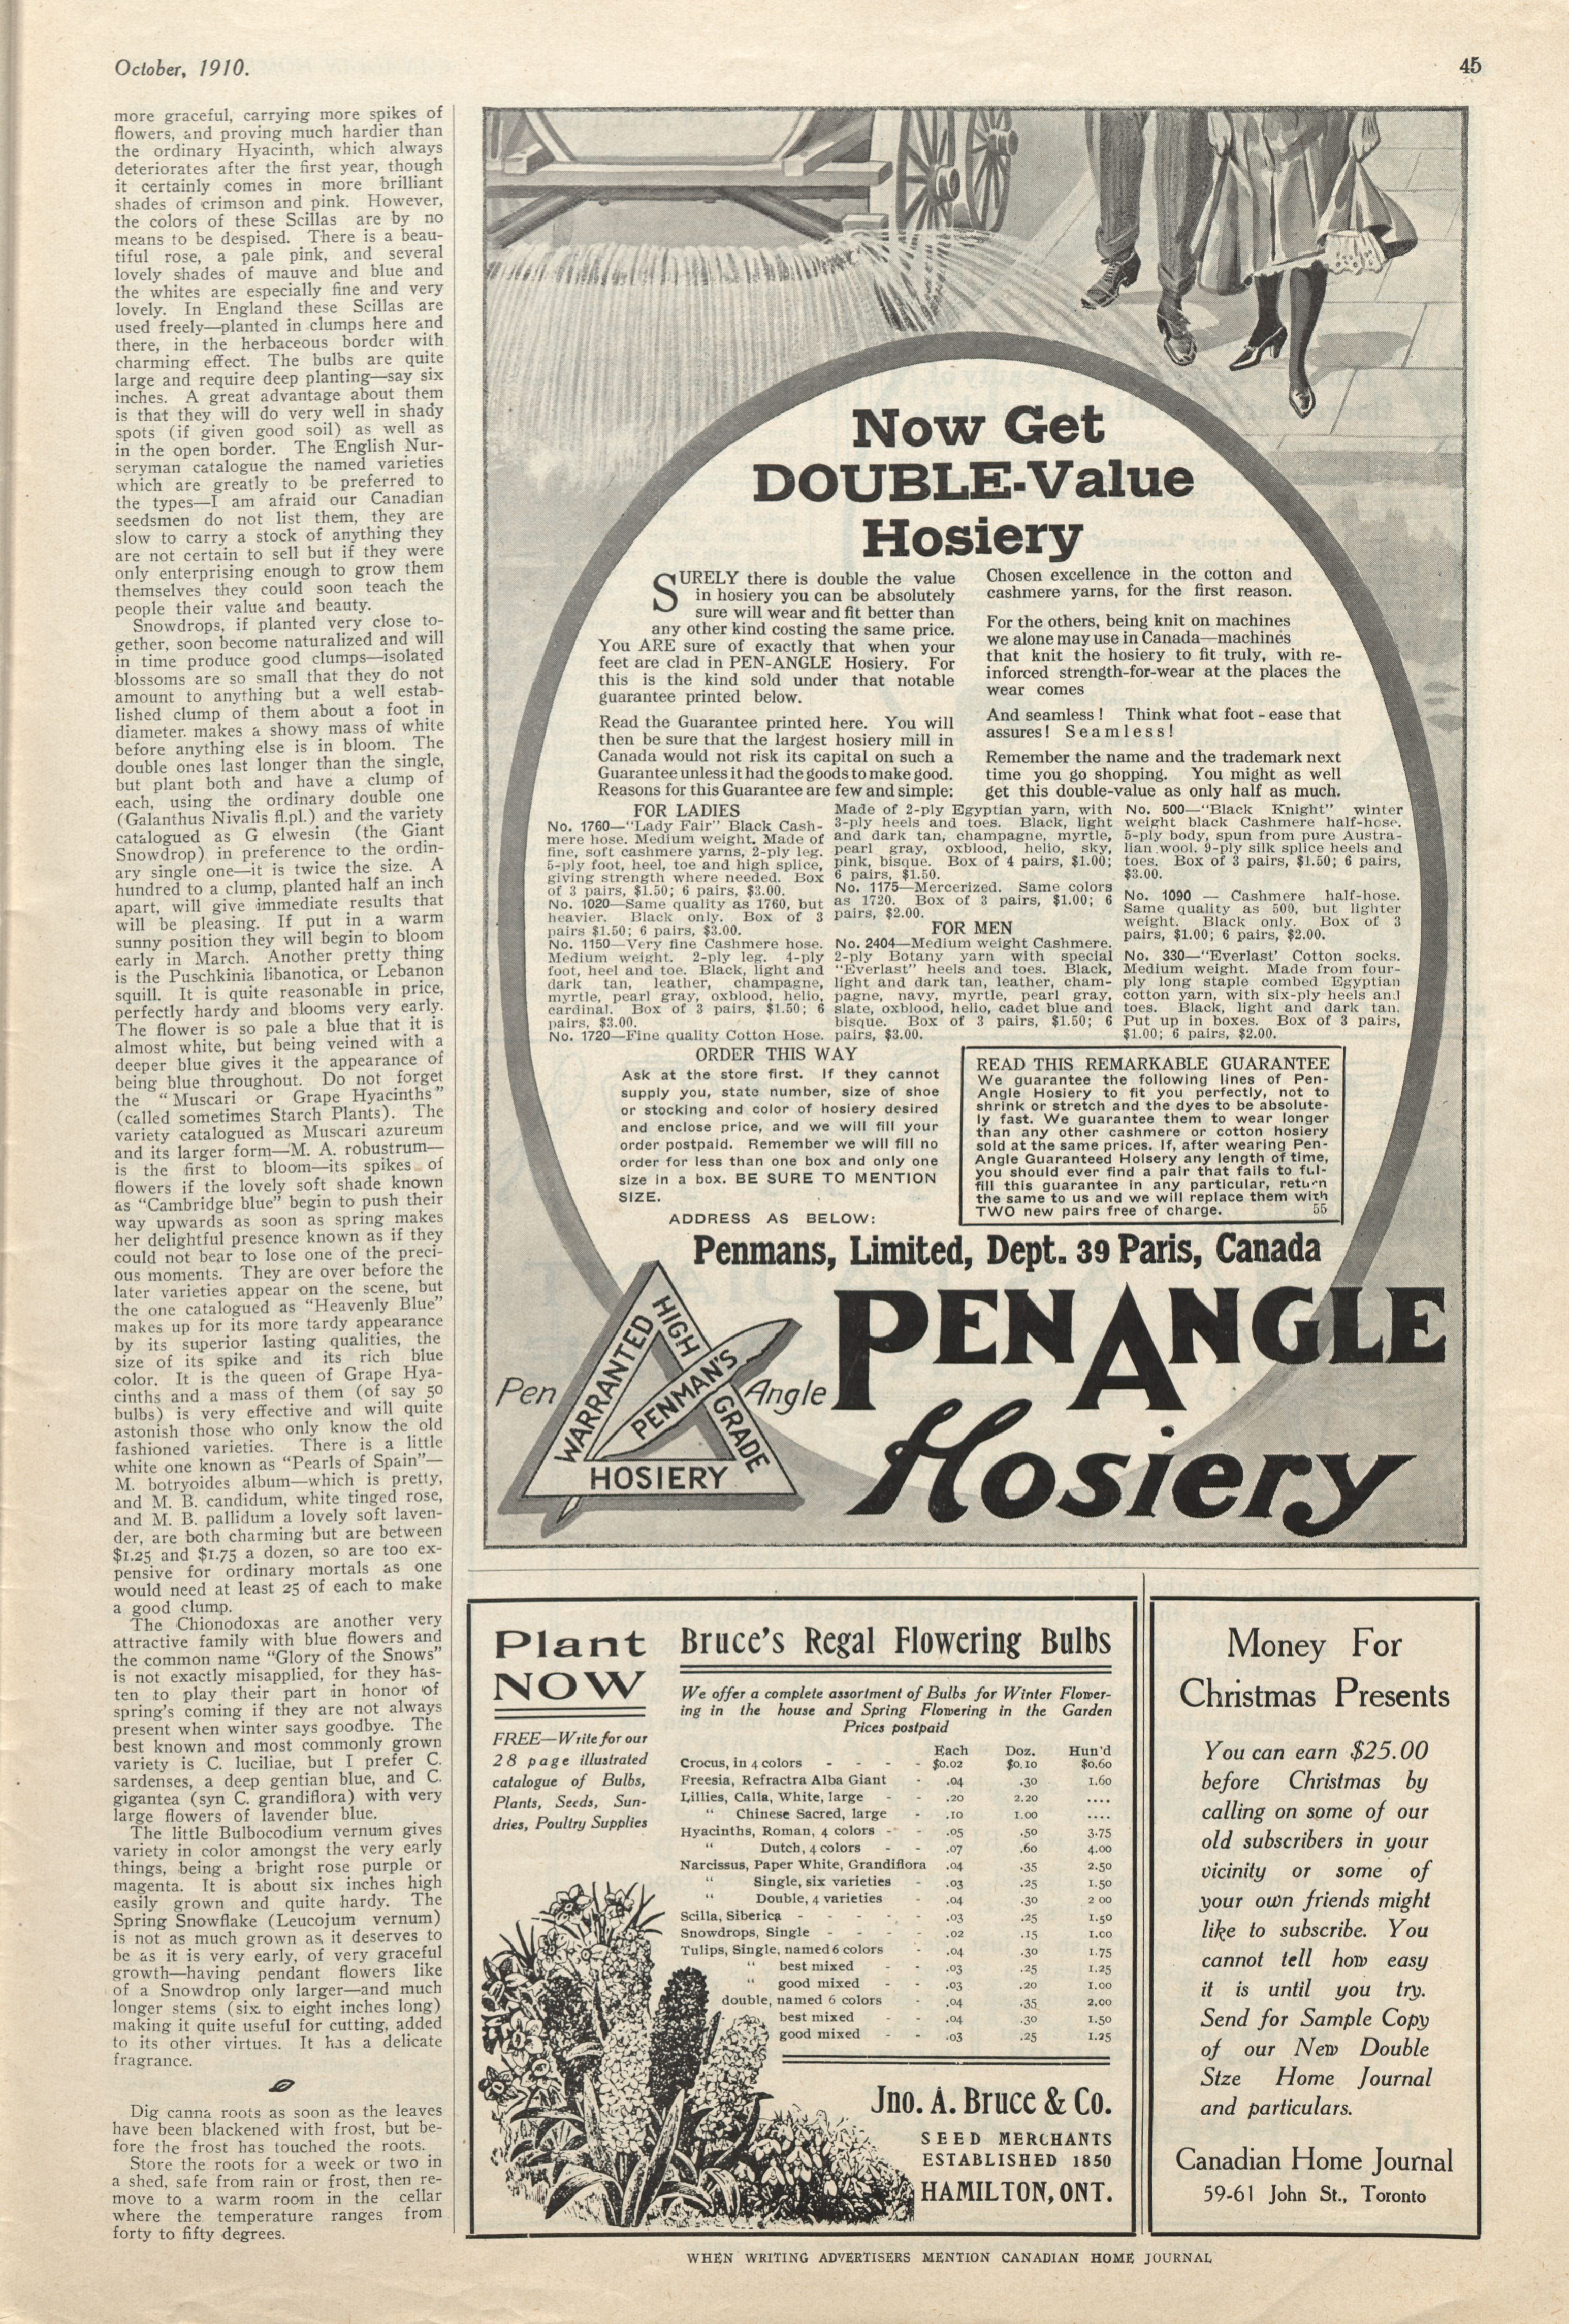 October, 1910.
45
more graceful, carrying more spikes of
flowers, and proving much hardier than
the ordinary Hyacinth, which always
deteriorates after the first year, though
it certainly comes in more brilliant
shades of crimson and pink. However,
the colors of these Scillas are by no
means to be despised. There is a beau-
tiful rose, a pale pink, and several
lovely shades of mauve and blue and
the whites are especially fine and very
lovely. In England these Scillas are
used freely—planted in clumps here and
there, in the herbaceous border with
charming effect. The bulbs are quite
large and require deep planting—say six
inches. A great advantage about them
is that they will do very well in shady
spots (if given good soil) as well as
in the open border. The English Nur-
seryman catalogue the named varieties
which are greatly to be preferred to
the types—I am afraid our Canadian
seedsmen do not list them, they are
slow to carry a stock of anything they
are not certain to sell but if they were
only enterprising enough to grow them
themselves they could soon teach the
people their value and beauty.
Snowdrops, if planted very close to-
gether, soon become naturalized and will
in time produce good clumps—isolated
blossoms are so small that they do not
amount to anything but a well estab-
lished clump of them about a foot in
diameter. makes a showy mass of white
before anything else is in bloom. The
double ones last longer than the single,
but plant both and have a clump of
each, using the ordinary double one
(Galanthus Nivalis fl.pl.) and the variety
catalogued as G elwesin (the Giant
Snowdrop) in preference to the ordin-
ary single one—it is twice the size. A
hundred to a clump, planted half an inch
apart, will give immediate results that
will be pleasing. If put in a warm
sunny position they will begin to bloom
early in March. Another pretty thing
is the Puschkinia libanotica, or Lebanon
squill. It is quite reasonable in price,
perfectly hardy and blooms very early.
The flower is so pale a blue that it is
almost white, but being veined with a
deeper blue gives it the appearance of
being blue throughout. Do not forget
the "Muscari or Grape Hyacinths"
(called sometimes Starch Plants). The
variety catalogued as Muscari azureum
and its larger form—M. A. robustrum—
is the first to bloom—its spikes of
flowers if the lovely soft shade known
as "Cambridge blue" begin to push their
way upwards as soon as spring makes
her delightful presence known as if they
could not bear to lose one of the preci-
ous moments. They are over before the
later varieties appear on the scene, but
the one catalogued as "Heavenly Blue"
makes up for its more tardy appearance
by its superior lasting qualities, the
size of its spike and its rich blue
color. It is the queen of Grape Hya-
cinths and a mass of them (of say 50
bulbs) is very effective and will quite
astonish those who only know the old
fashioned varieties. There is a little
white one known as "Pearls of Spain"—
M. botryoides album—which is pretty,
and M. B. candidum, white tinged rose,
and M. B. pallidum a lovely soft laven-
der, are both charming but are between
$1.25 and $1.75 a dozen, so are too ex-
pensive for ordinary mortals as one
would need at least 25 of each to make
a good clump.
The Chionodoxas are another very
attractive family with blue flowers and
the common name "Glory of the Snows"
is not exactly misapplied, for they has-
ten to play their part in honor of
spring's coming if they are not always
present when winter says goodbye. The
best known and most commonly grown
variety is C. luciliae, but I prefer C.
sardenses, a deep gentian blue, and C.
gigantea (syn C. grandiflora) with very
large flowers of lavender blue.
The little Bulbocodium vernum gives
variety in color amongst the very early
things, being a bright rose purple or
magenta. It is about six inches high
easily grown and quite hardy. The
Spring Snowflake (Leucojum vernum)
is not as much grown as it deserves to
be as it is very early, of very graceful
growth—having pendant flowers like
of a Snowdrop only larger—and much
longer stems (six to eight inches long)
making it quite useful for cutting, added
to its other virtues. It has a delicate
fragrance.
Dig canna roots as soon as the leaves
have been blackened with frost, but be-
fore the frost has touched the roots.
Store the roots for a week or two in
a shed, safe from rain or frost, then re-
move to a warm room in the cellar
where the temperature ranges from
forty to fifty degrees.
Now Get
DOUBLE-Value
Hosiery
SURELY there is double the value
in hosiery you can be absolutely
sure will wear and fit better than
any other kind costing the same price.
You ARE sure of exactly that when your
feet are clad in PEN-ANGLE Hosiery. For
this is the kind sold under that notable
guarantee printed below.
Read the Guarantee printed here. You will
then be sure that the largest hosiery mill in
Canada would not risk its capital on such a
Guarantee unless it had the goods to make good.
Reasons for this Guarantee are few and simple:
Chosen excellence in the cotton and
cashmere yarns, for the first reason.
For the others, being knit on machines
we alone may use in Canada—machines
that knit the hosiery to fit truly, with re-
inforced strength-for-wear at the places the
wear comes
And seamless! Think what foot-ease that
assures! Seamless!
Remember the name and the trademark next
time you go shopping. You might as well
get this double-value as only half as much.
FOR LADIES
No. 1760—"Lady Fair" Black Cash-
mere hose. Medium weight. Made of
fine, soft cashmere yarns, 2-ply leg.
5-ply foot, heel, toe and high splice,
giving strength where needed. Box
of 3 pairs, $1.50; 6 pairs, $3.00.
No. 1020—Same quality as 1760, but
heavier. Black only. Box of 3
pairs $1.50; 6 pairs, $3.00.
No. 1150—Very fine Cashmere hose.
Medium weight. 2-ply leg. 4-ply
foot, heel and toe. Black, light and
dark tan, leather, champagne,
myrtle, pearl gray, oxblood, helio,
cardinal. Box of 3 pairs, $1.50; 6
pairs, $3.00.
No. 1720—Fine quality Cotton Hose.
Made of 2-ply Egyptian yarn, with
3-ply heels and toes. Black, light
and dark tan, champagne, myrtle,
pearl gray, oxblood, helio, sky,
pink, bisque. Box of 4 pairs, $1.00;
6 pairs, $1.50.
No. 1175—Mercerized. Same colors
as 1720. Box of 3 pairs, $1.00; 6
pairs, $2.00.
FOR MEN
No. 2404—Medium weight Cashmere.
2-ply Botany yarn with special
"Everlast" heels and toes. Black,
light and dark tan, leather, cham-
pagne, navy, myrtle, pearl gray,
slate, oxblood, helio, cadet blue and
bisque. Box of 3 pairs, $1.50; 6
pairs, $3.00.
No. 500—"Black Knight" winter
weight black Cashmere half-hose.
5-ply body, spun from pure Austra-
lian wool. 9-ply silk splice heels and
toes. Box of 3 pairs, $1.50; 6 pairs,
$3.00.
No. 1090 — Cashmere half-hose.
Same quality as 500, but lighter
weight. Black only. Box of 3
pairs, $1.00; 6 pairs, $2.00.
No. 330—"Everlast' Cotton socks.
Medium weight. Made from four-
ply long staple combed Egyptian
cotton yarn, with six-ply heels and
toes. Black, light and dark tan.
Put up in boxes. Box of 3 pairs,
$1.00; 6 pairs, $2.00.
ORDER THIS WAY
Ask at the store first. If they cannot
supply you, state number, size of shoe
or stocking and color of hosiery desired
and enclose price, and we will fill your
order postpaid. Remember we will fill no
order for less than one box and only one
size in a box. BE SURE TO MENTION
SIZE.
ADDRESS AS BELOW:
READ THIS REMARKABLE GUARANTEE
We guarantee the following lines of Pen-
Angle Hosiery to fit you perfectly, not to
shrink or stretch and the dyes to be absolute-
ly fast. We guarantee them to wear longer
than any other cashmere or cotton hosiery
sold at the same prices. If, after wearing Pen-
Angle Guaranteed Holsery any length of time,
you should ever find a pair that fails to ful-
fill this guarantee in any particular, return
the same to us and we will replace them with
TWO new pairs free of charge. 55
Penmans, Limited, Dept. 39 Paris, Canada
Pen Angle
WARRANTED
HIGH GRADE
PENMAN'S
HOSIERY
PENANGLE
Hosiery
Plant
NOW
FREE—Write for our
28 page illustrated
catalogue of Bulbs,
Plants, Seeds, Sun-
dries, Poultry Supplies
Bruce's Regal Flowering Bulbs
We offer a complete assortment of Bulbs for Winter Flower-
ing in the house and Spring Flowering in the Garden
Prices postpaid
Each Doz. Hun'd
Crocus, in 4 colors - - - - $0.02 $0.10 $0.60
Freesia, Refractra Alba Giant - .04 .30 1.60
Lillies, Calla, White, large - - .20 2.20 ....
" Chinese Sacred, large - .10 1.00 ....
Hyacinths, Roman, 4 colors - - .05 .50 3.75
" Dutch, 4 colors - - .07 .60 4.00
Narcissus, Paper White, Grandiflora .04 .35 2.50
" Single, six varieties - .03 .25 1.50
" Double, 4 varieties - .04 .30 2 00
Scilla, Siberica - - - - - .03 .25 1.50
Snowdrops, Single - - - - .02 .15 1.00
Tulips, Single, named 6 colors - .04 .30 1.75
" best mixed - - .03 .25 1.25
" good mixed - - .03 .20 1.00
double, named 6 colors - .04 .35 2.00
best mixed - - .04 .30 1.50
good mixed - - .03 .25 1.25
Jno. A. Bruce & Co.
SEED MERCHANTS
ESTABLISHED 1850
HAMILTON, ONT.
Money For
Christmas Presents
You can earn $25.00
before Christmas by
calling on some of our
old subscribers in your
vicinity or some of
your own friends might
like to subscribe. You
cannot tell how easy
it is until you try.
Send for Sample Copy
of our New Double
Stze Home Journal
and particulars.
Canadian Home Journal
59-61 John St., Toronto
WHEN WRITING ADVERTISERS MENTION CANADIAN HOME JOURNAL